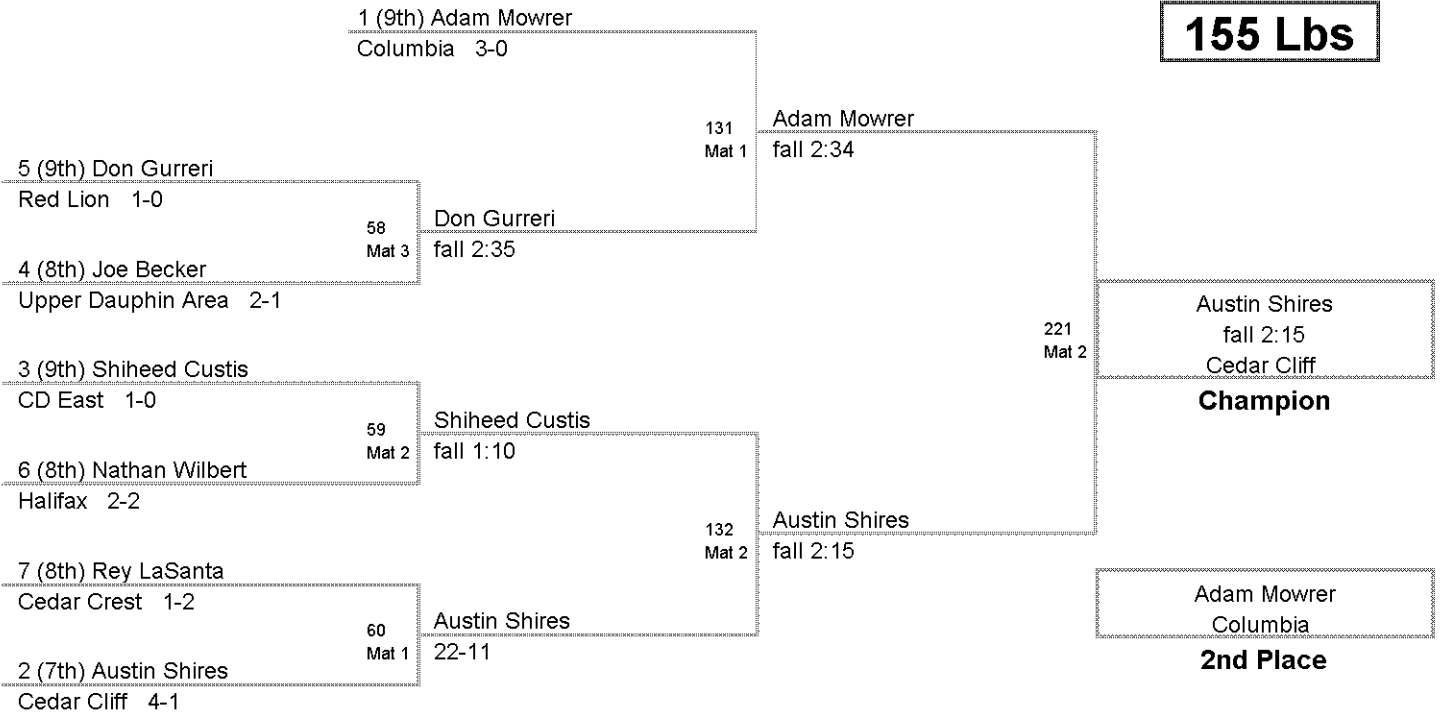 155 Lbs
1 (9th) Adam Mowrer
Columbia 3-0
5 (9th) Don Gurreri
Red Lion 1-0
58
Mat 3
4 (8th) Joe Becker
Upper Dauphin Area 2-1
3 (9th) Shiheed Custis
CD East 1-0
59
Mat 2
6 (8th) Nathan Wilbert
Halifax 2-2
7 (8th) Rey LaSanta
Cedar Crest 1-2
60
Mat 1
2 (7th) Austin Shires
Cedar Cliff 4-1
Don Gurreri
fall 2:35
131
Mat 1
Shiheed Custis
fall 1:10
132
Mat 2
Austin Shires
22-11
Adam Mowrer
fall 2:34
221
Mat 2
Austin Shires
fall 2:15
Austin Shires
fall 2:15
Cedar Cliff
Champion
Adam Mowrer
Columbia
2nd Place